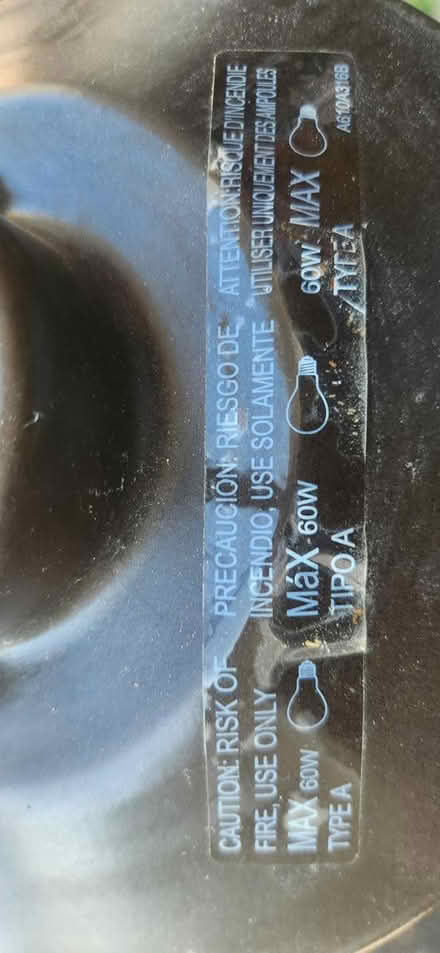 CAUTION: RISK OF
FIRE, USE ONLY
MAX 60W
TYPE A
PRECAUCIÓN: RIESGO DE
INCENDIO, USE SOLAMENTE
MáX 60W
TIPO A
ATTENTION: RISQUE D'INCENDIE
UTILISER UNIQUEMENT DES AMPOULES
60W MAX
TYPE A
A610A316B